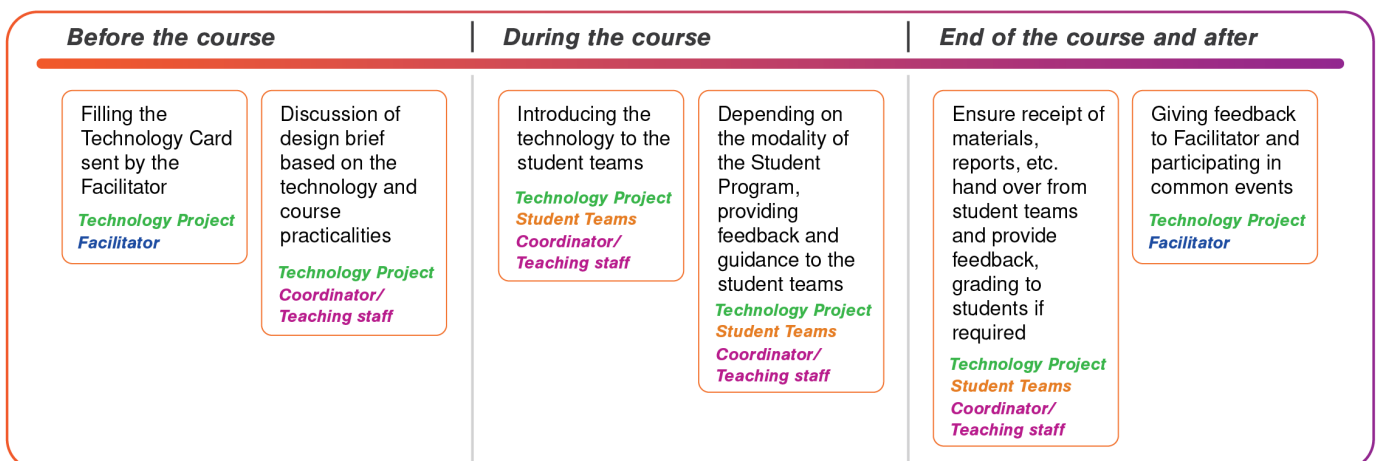 Before the course
During the course
End of the course and after
Filling the
Technology Card
sent by the
Facilitator
Technology Project
Facilitator
Discussion of
design brief
based on the
technology and
course
practicalities
Technology Project
Coordinator/
Teaching staff
Introducing the
technology to the
student teams
Technology Project
Student Teams
Coordinator/
Teaching staff
Depending on
the modality of
the Student
Program,
providing
feedback and
guidance to the
student teams
Technology Project
Student Teams
Coordinator/
Teaching staff
Ensure receipt of
materials,
reports, etc.
hand over from
student teams
and provide
feedback,
grading to
students if
required
Technology Project
Student Teams
Coordinator/
Teaching staff
Giving feedback
to Facilitator and
participating in
common events
Technology Project
Facilitator